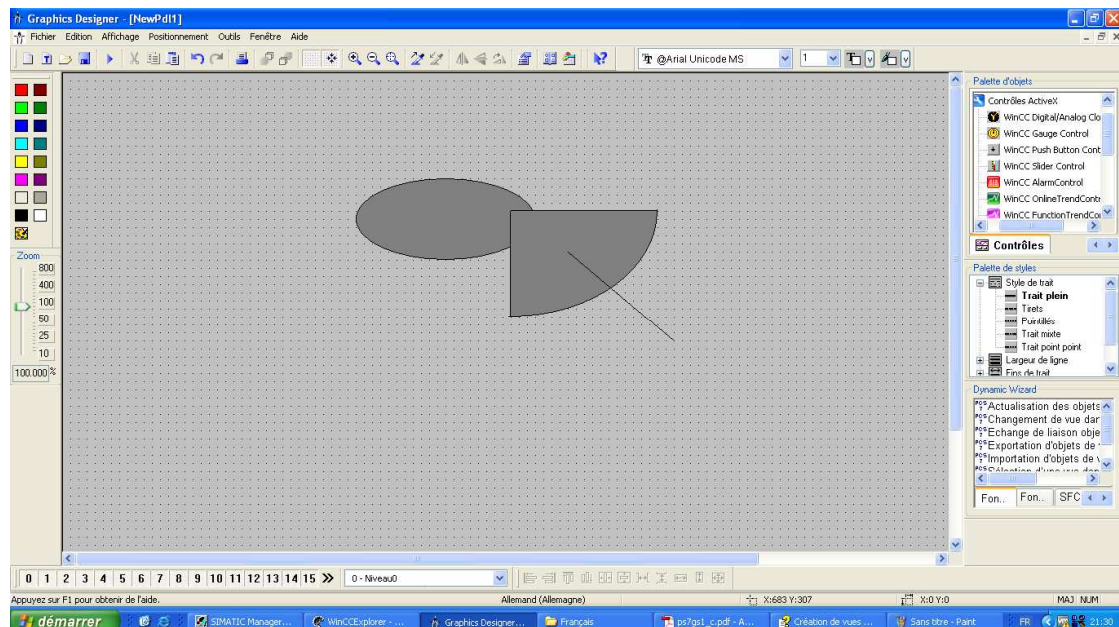 Graphics Designer - [NewPdl1]
Fichier Edition Affichage Positionnement Outils Fenêtre Aide
@Arial Unicode MS
1
Palette d'objets
Contrôles ActiveX
WinCC Digital/Analog Clo
WinCC Gauge Control
WinCC Push Button Cont
WinCC Slider Control
WinCC AlarmControl
WinCC OnlineTrendContr
WinCC FunctionTrendCo
Contrôles
Zoom
800
400
100
50
25
10
100.000 %
Palette de styles
Style de trait
Trait plein
Tirets
Pointillés
Trait mixte
Trait point point
Largeur de ligne
Fins de trait
Dynamic Wizard
Actualisation des objets
Changement de vue dar
Echange de liaison obje
Exportation d'objets de
Importation d'objets de v
Sélection d'une vue dan
Fon.. Fon.. SFC
0 1 2 3 4 5 6 7 8 9 10 11 12 13 14 15
0 - Niveau0
Appuyez sur F1 pour obtenir de l'aide.
Allemand (Allemagne)
X:683 Y:307
X:0 Y:0
MAJ NUM
démarrer
SIMATIC Manager...
WinCCExplorer - ...
Graphics Designer...
Français
ps7gs1_c.pdf - A...
Création de vues ...
Sans titre - Paint
FR
21:30